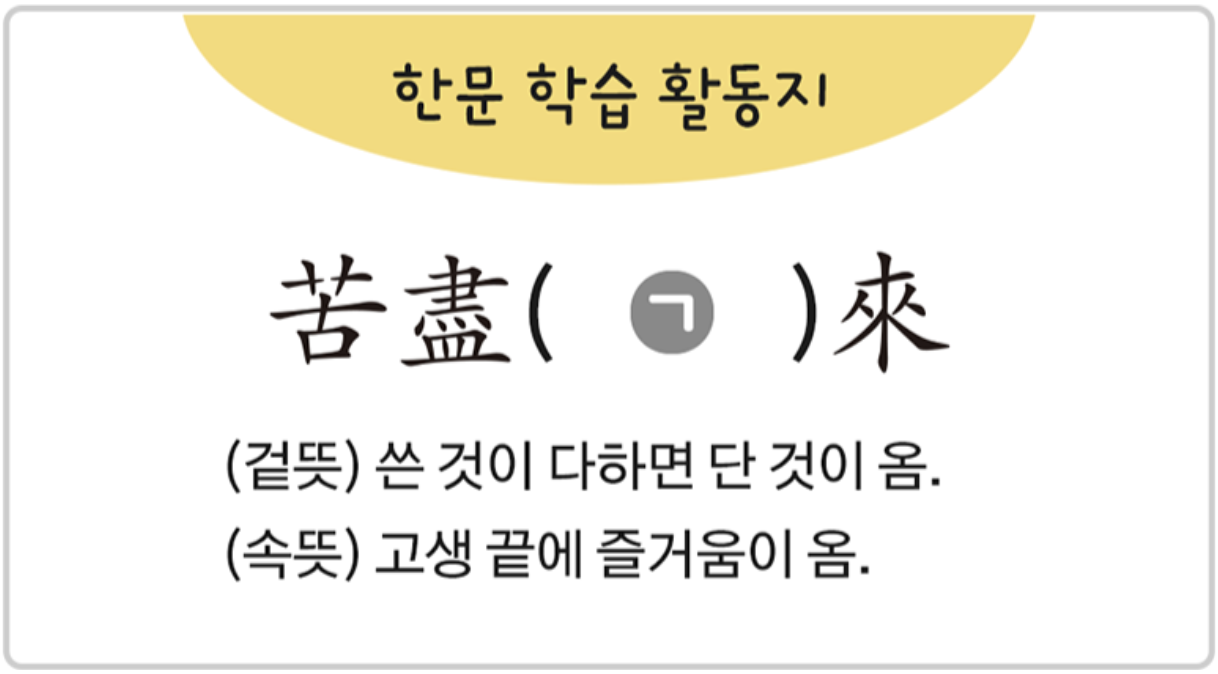 한문 학습 활동지
苦盡( ㄱ )來
(겉뜻) 쓴 것이 다하면 단 것이 옴.
(속뜻) 고생 끝에 즐거움이 옴.